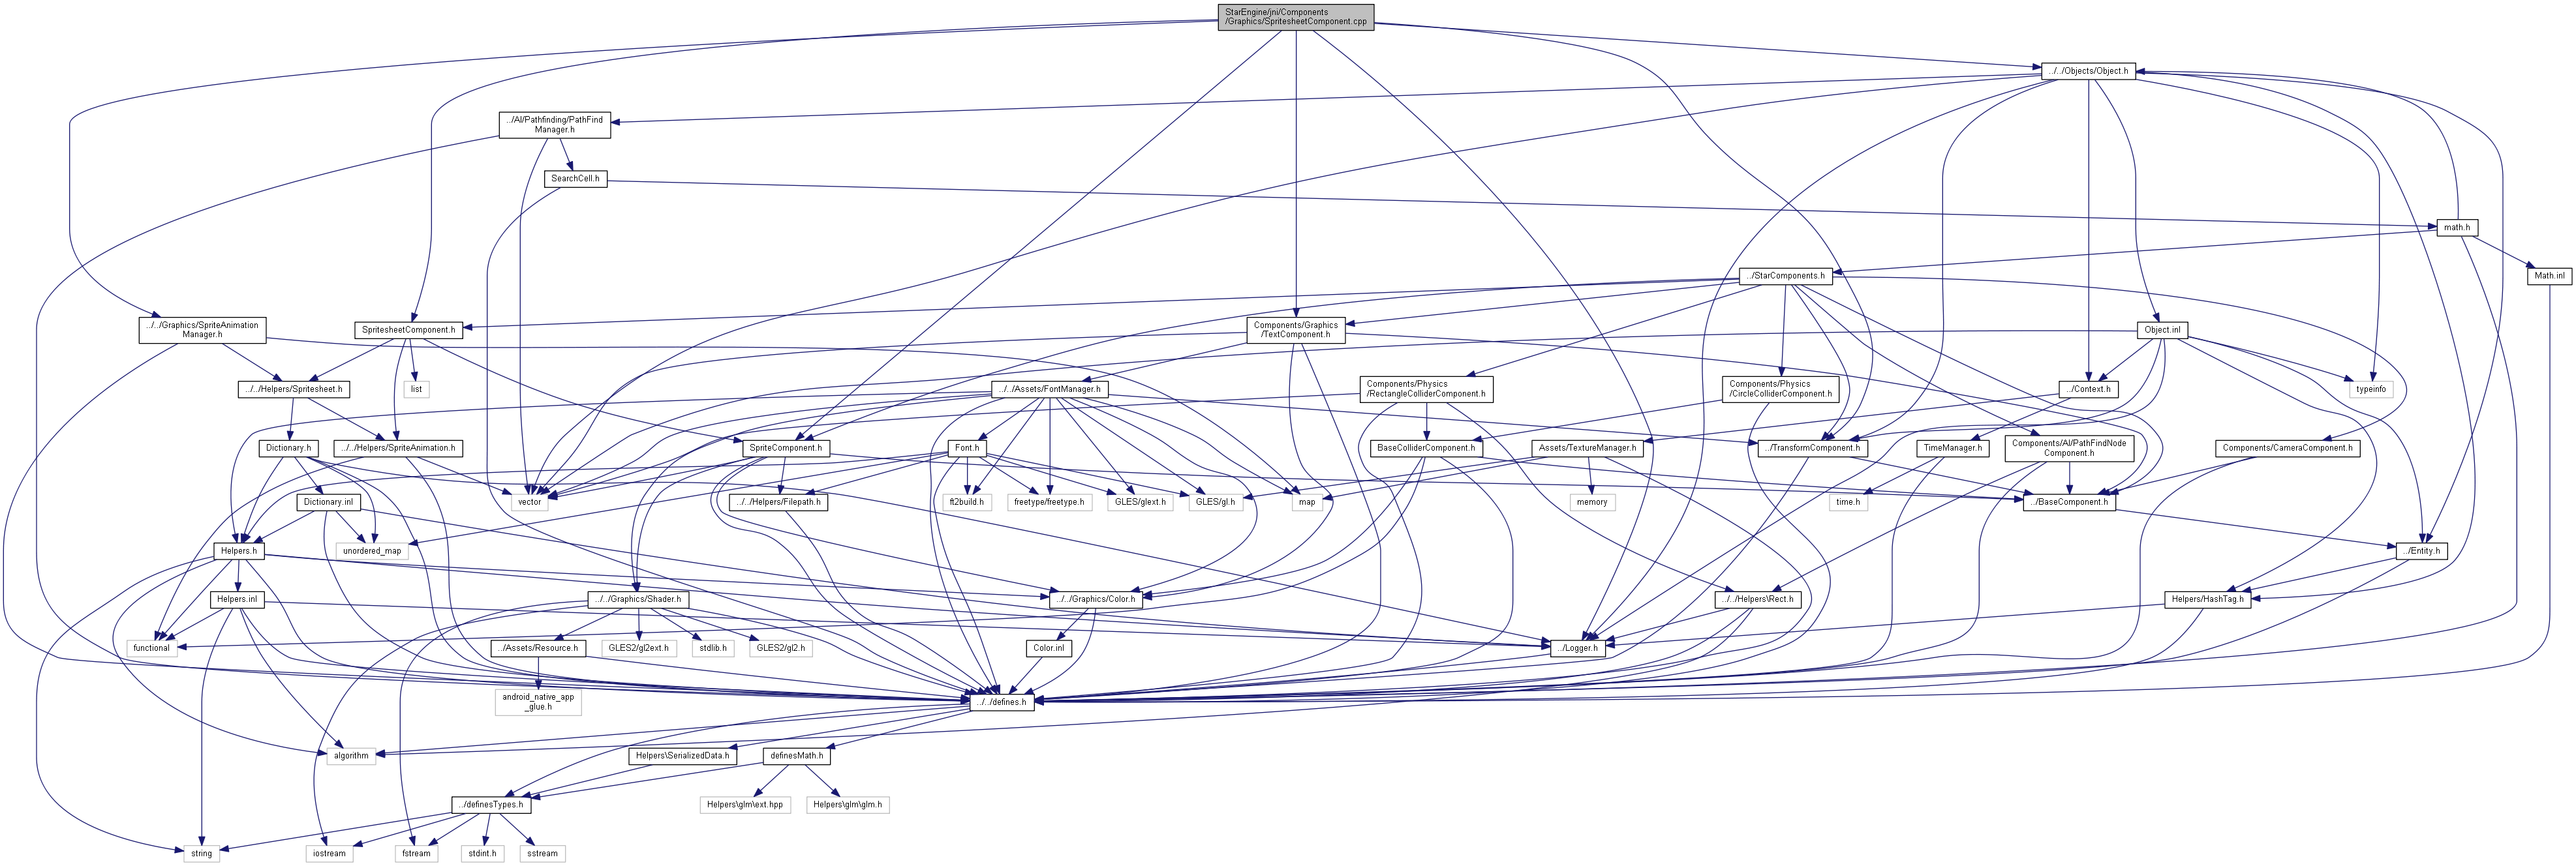 StarEngine/jni/Components
/Graphics/SpritesheetComponent.cpp
../../Objects/Object.h
../AI/Pathfinding/PathFind
Manager.h
SearchCell.h
math.h
../StarComponents.h
Math.inl
../../Graphics/SpriteAnimation
Manager.h
SpritesheetComponent.h
Components/Graphics
/TextComponent.h
Object.inl
../../Helpers/Spritesheet.h
list
../../Assets/FontManager.h
Components/Physics
/RectangleColliderComponent.h
Components/Physics
/CircleColliderComponent.h
../Context.h
typeinfo
Dictionary.h
../../Helpers/SpriteAnimation.h
SpriteComponent.h
Font.h
BaseColliderComponent.h
Assets/TextureManager.h
../TransformComponent.h
TimeManager.h
Components/AI/PathFindNode
Component.h
Components/CameraComponent.h
Dictionary.inl
vector
../../Helpers/Filepath.h
ft2build.h
freetype/freetype.h
GLES/glext.h
GLES/gl.h
map
memory
time.h
../BaseComponent.h
Helpers.h
unordered_map
../Entity.h
Helpers.inl
../../Graphics/Shader.h
../../Graphics/Color.h
../../Helpers\Rect.h
Helpers/HashTag.h
functional
../Assets/Resource.h
GLES2/gl2ext.h
stdlib.h
GLES2/gl2.h
Color.inl
../Logger.h
android_native_app
_glue.h
../../defines.h
algorithm
Helpers\SerializedData.h
definesMath.h
../definesTypes.h
Helpers\glm\ext.hpp
Helpers\glm\glm.h
string
iostream
fstream
stdint.h
sstream